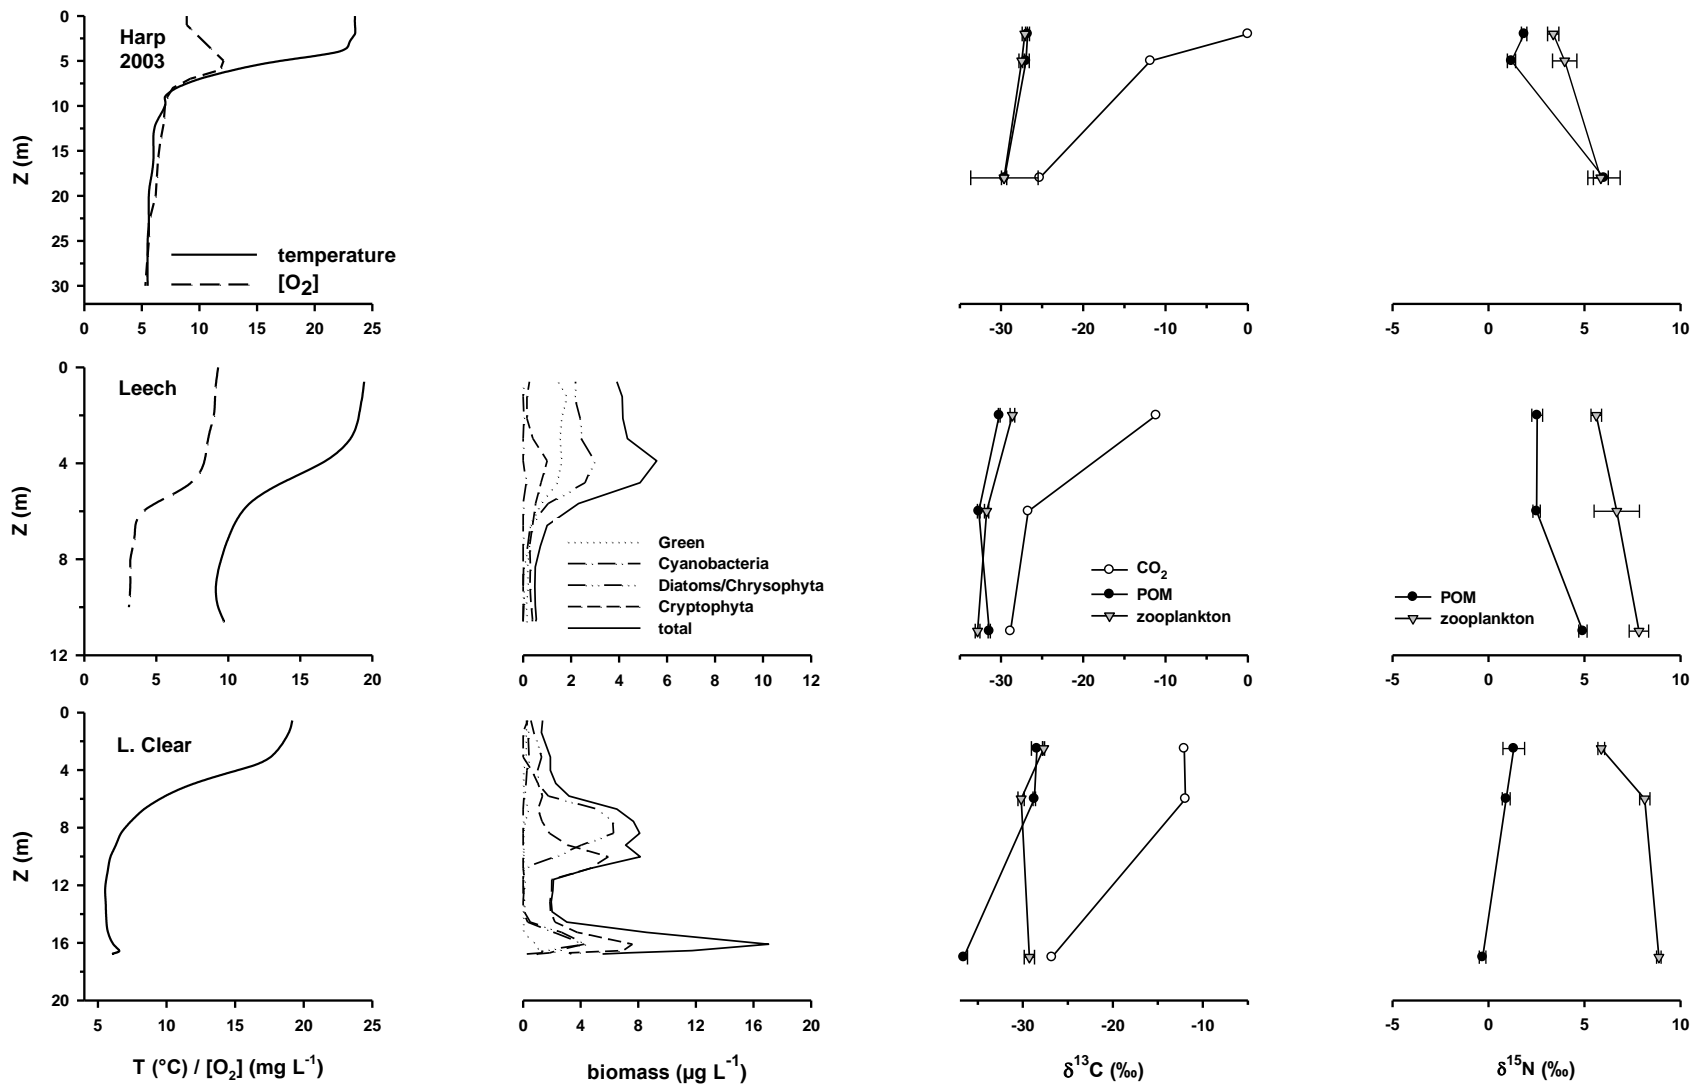 0
5
10
15
20
25
30
Z (m)
Harp
2003
temperature
[O2]
0 5 10 15 20 25
-30 -20 -10 0
-5 0 5 10
0
4
8
12
Z (m)
Leech
0 5 10 15 20
Green
Cyanobacteria
Diatoms/Chrysophyta
Cryptophyta
total
0 2 4 6 8 10 12
CO2
POM
zooplankton
-30 -20 -10 0
POM
zooplankton
-5 0 5 10
0
4
8
12
16
20
Z (m)
L. Clear
5 10 15 20 25
0 4 8 12 16 20
-30 -20 -10 0
-5 0 5 10
T (°C) / [O2] (mg L-1)
biomass (µg L-1)
δ13C (‰)
δ15N (‰)